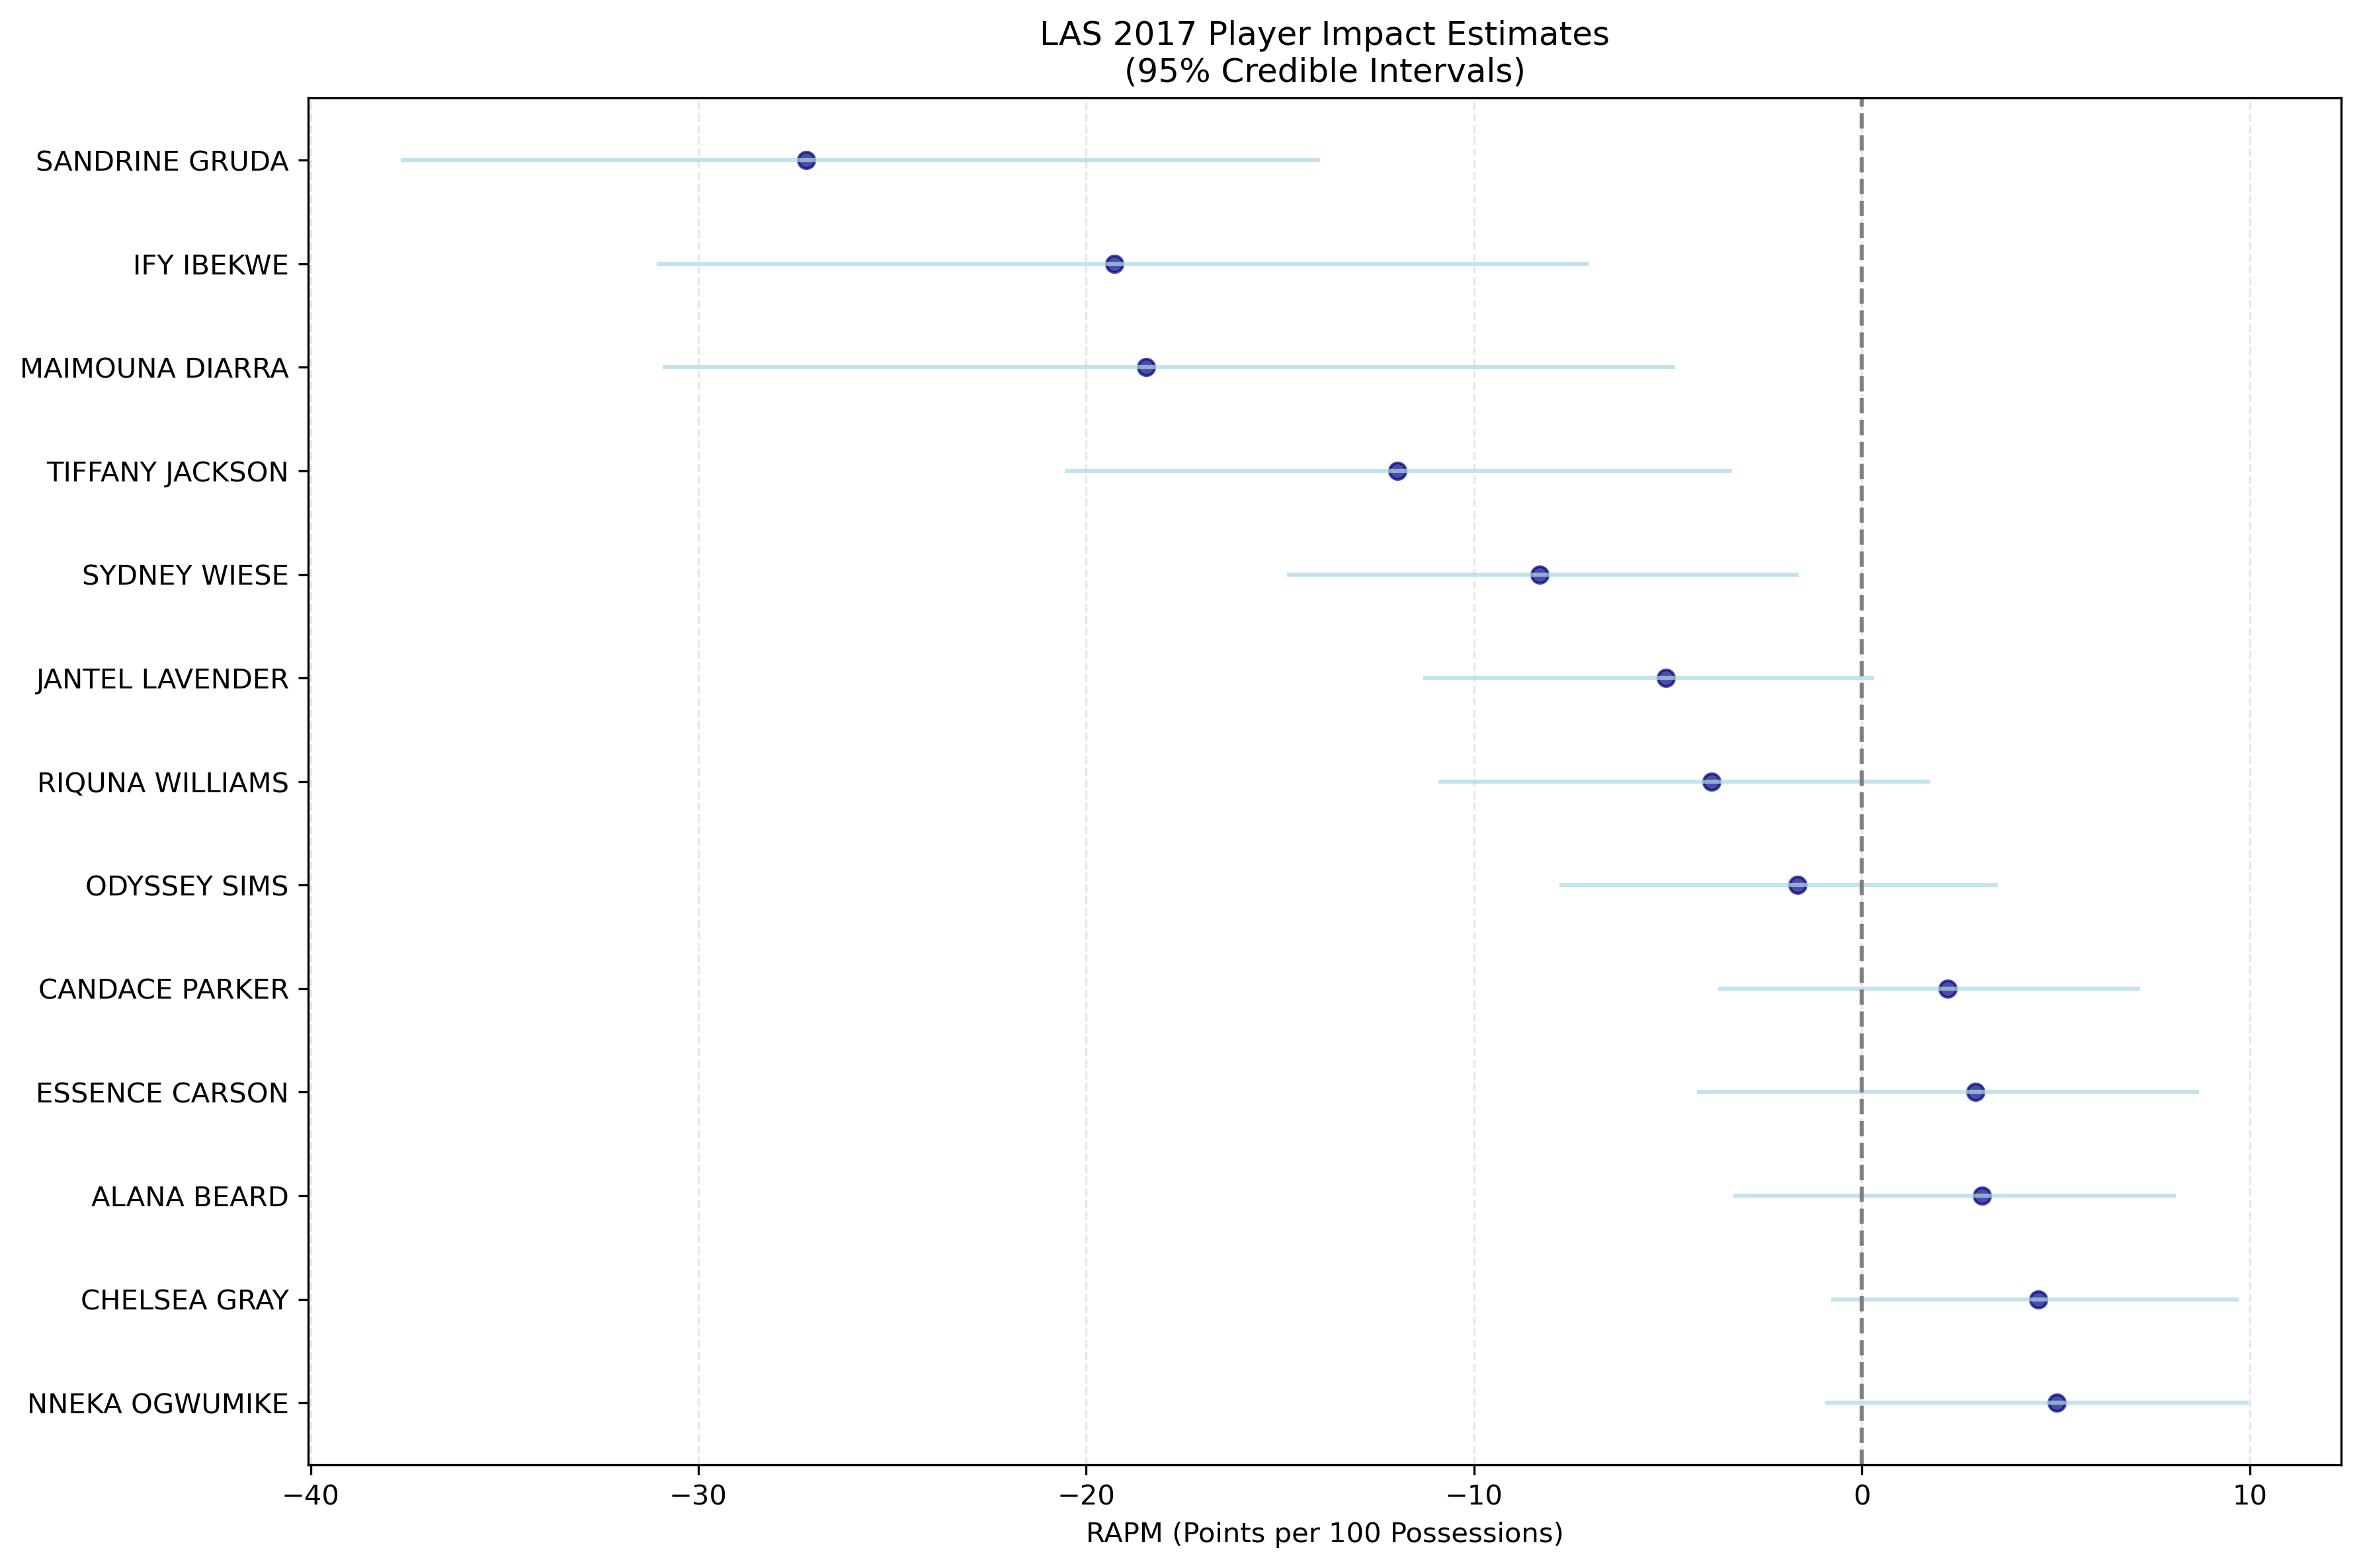 LAS 2017 Player Impact Estimates
(95% Credible Intervals)
SANDRINE GRUDA
IFY IBEKWE
MAIMOUNA DIARRA
TIFFANY JACKSON
SYDNEY WIESE
JANTEL LAVENDER
RIQUNA WILLIAMS
ODYSSEY SIMS
CANDACE PARKER
ESSENCE CARSON
ALANA BEARD
CHELSEA GRAY
NNEKA OGWUMIKE
−40 −30 −20 −10 0 10
RAPM (Points per 100 Possessions)